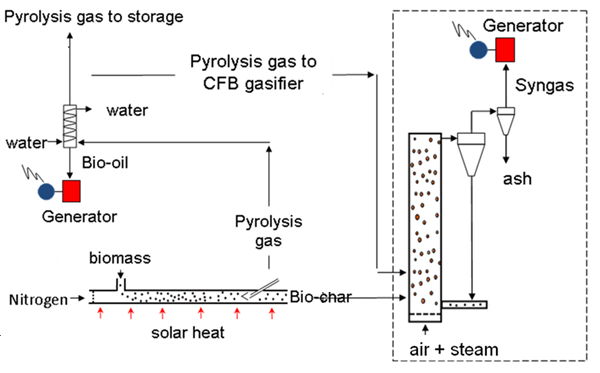 Pyrolysis gas to storage
Generator
Pyrolysis gas to
CFB gasifier
Syngas
water
water
Bio-oil
ash
Generator
Pyrolysis
gas
biomass
Nitrogen
Bio-char
solar heat
air + steam